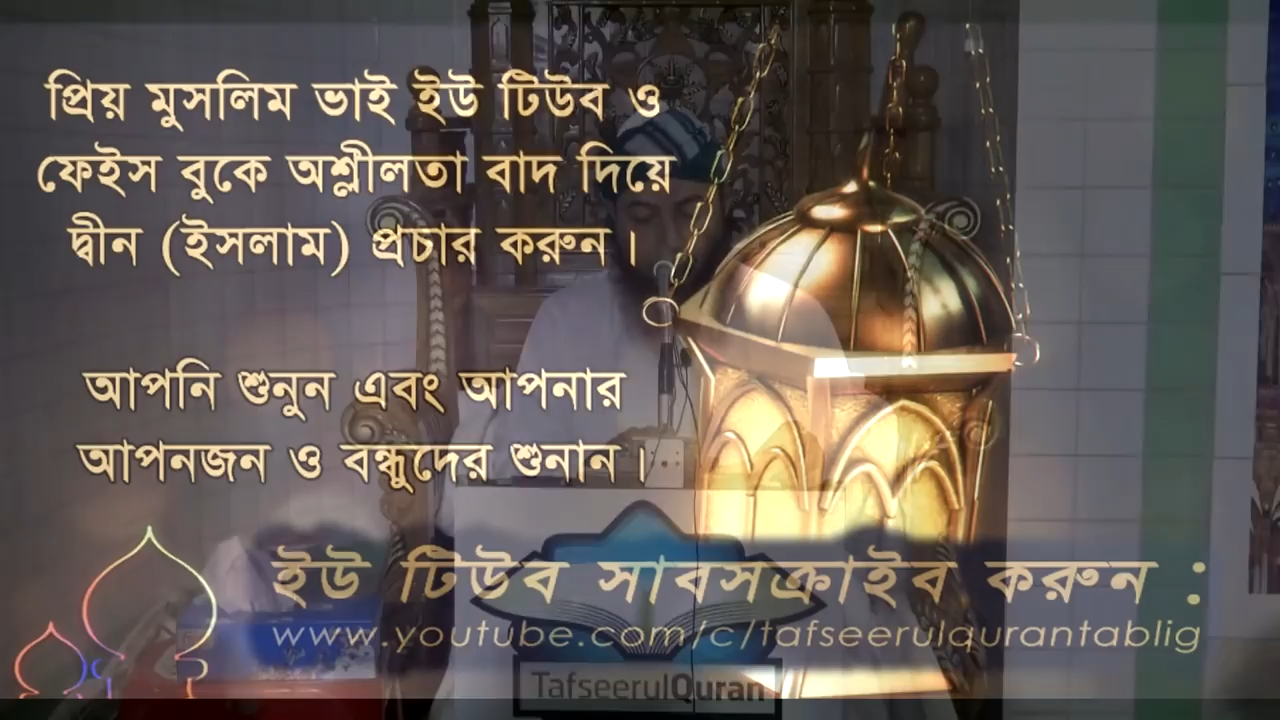 প্রিয় মুসলিম ভাই ইউ টিউব ও
ফেইস বুকে অশ্লীলতা বাদ দিয়ে
দ্বীন (ইসলাম) প্রচার করুন।
আপনি শুনুন এবং আপনার
আপনজন ও বন্ধুদের শুনান।
ইউ টিউব সাবসক্রাইব করুন :
www.youtube.com/c/tafseerulqurantablig
TafseerulQuran